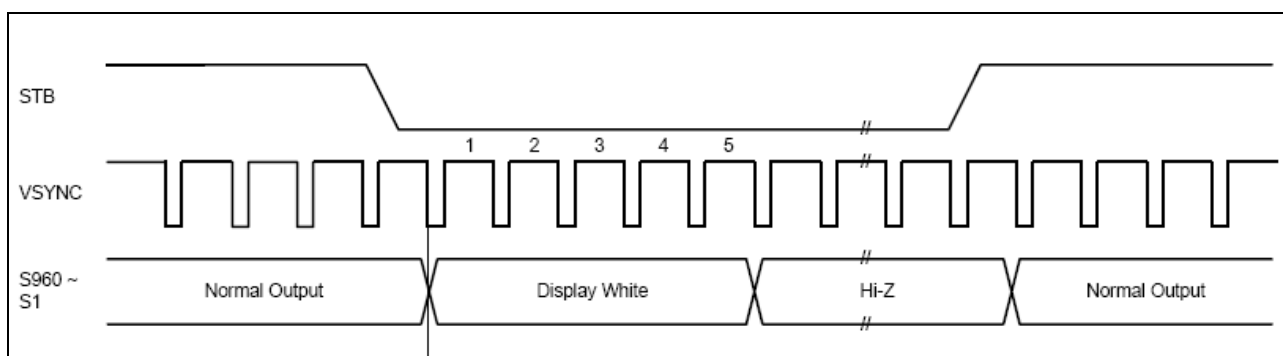 STB
1 2 3 4 5
VSYNC
S960 ~
S1
Normal Output Display White Hi-Z Normal Output